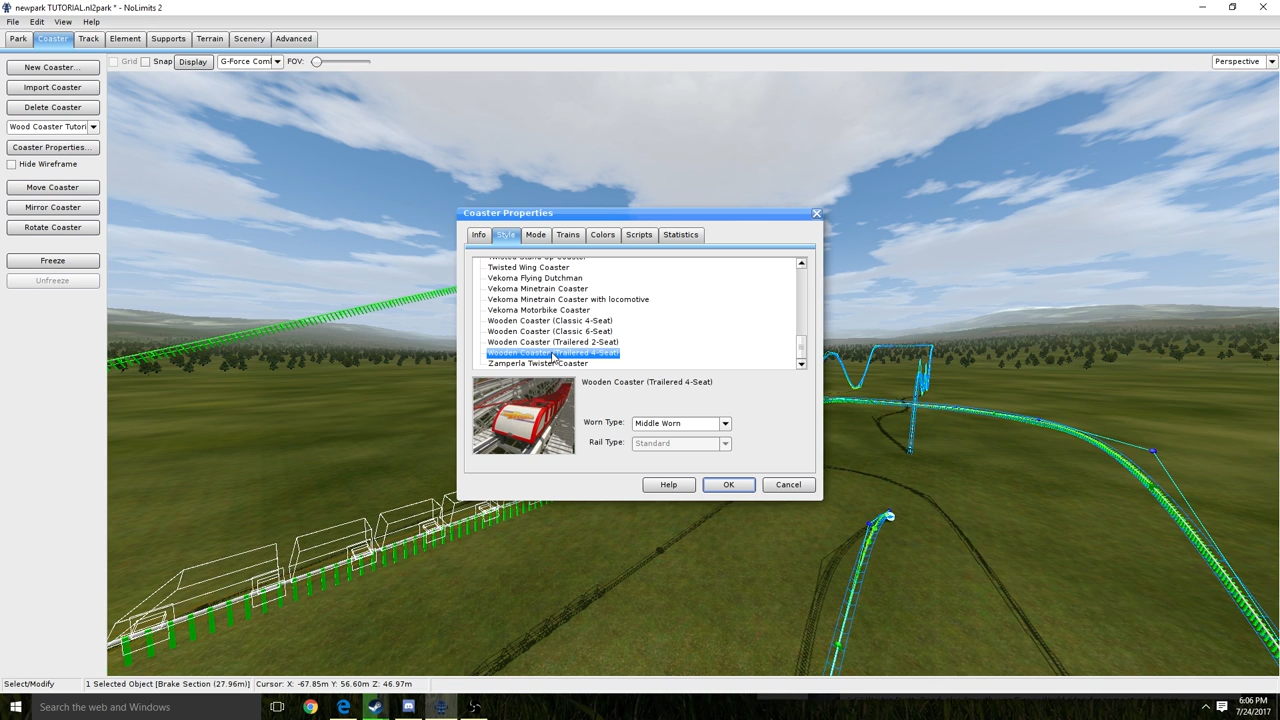 newpark TUTORIAL.nl2park * - NoLimits 2
File Edit View Help
Park Coaster Track Element Supports Terrain Scenery Advanced
Grid Snap Display G-Force Coml FOV: Perspective
New Coaster...
Import Coaster
Delete Coaster
Wood Coaster Tutori
Coaster Properties...
Hide Wireframe
Move Coaster
Mirror Coaster
Rotate Coaster
Freeze
Unfreeze
Coaster Properties
Info Style Mode Trains Colors Scripts Statistics
Twisted Wing Coaster
Vekoma Flying Dutchman
Vekoma Minetrain Coaster
Vekoma Minetrain Coaster with locomotive
Vekoma Motorbike Coaster
Wooden Coaster (Classic 4-Seat)
Wooden Coaster (Classic 6-Seat)
Wooden Coaster (Trailered 2-Seat)
Wooden Coaster (Trailered 4-Seat)
Zamperla Twister Coaster
Wooden Coaster (Trailered 4-Seat)
Worn Type: Middle Worn
Rail Type: Standard
Help OK Cancel
Select/Modify 1 Selected Object [Brake Section (27.96m)] Cursor: X: -67.85m Y: 56.60m Z: 46.97m
Search the web and Windows
6:06 PM
7/24/2017